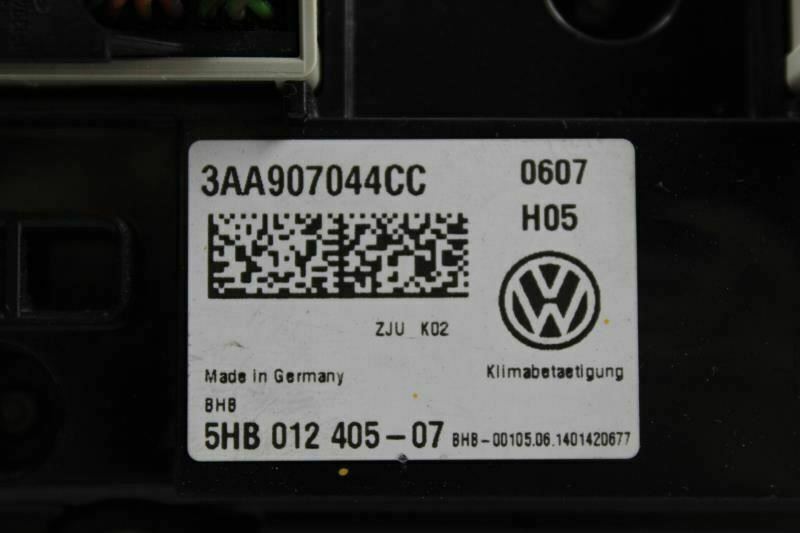 3AA907044CC 0607
H05
ZJU K02
Made in Germany Klimabetaetigung
BHB
5HB 012 405-07 BHB-00105.06.1401420677